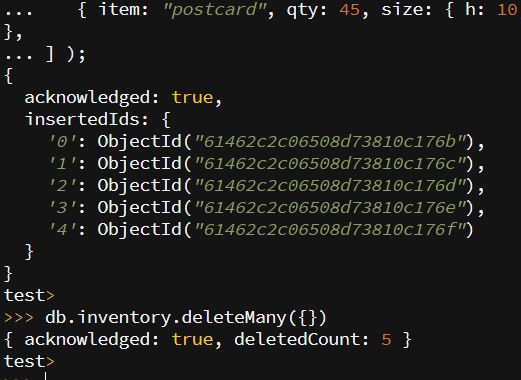 ...    { item: "postcard", qty: 45, size: { h: 10
},
... ] );
{
  acknowledged: true,
  insertedIds: {
    '0': ObjectId("61462c2c06508d73810c176b"),
    '1': ObjectId("61462c2c06508d73810c176c"),
    '2': ObjectId("61462c2c06508d73810c176d"),
    '3': ObjectId("61462c2c06508d73810c176e"),
    '4': ObjectId("61462c2c06508d73810c176f")
  }
}
test>
>>> db.inventory.deleteMany({})
{ acknowledged: true, deletedCount: 5 }
test>